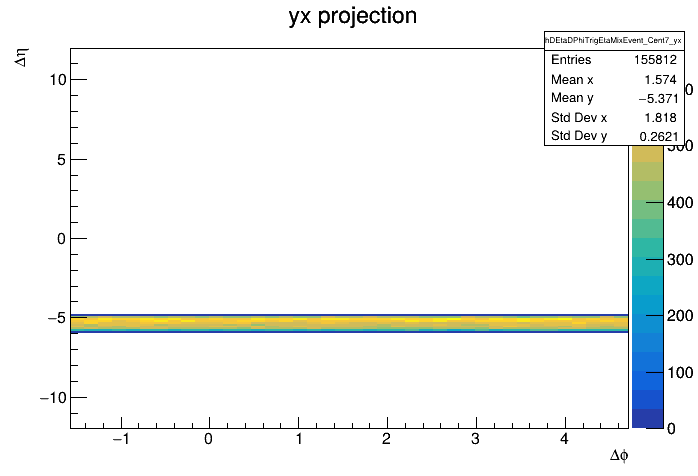 yx projection
hDEtaDPhiTrigEtaMixEvent_Cent7_yx
Entries 155812
Mean x 1.574
Mean y −5.371
Std Dev x 1.818
Std Dev y 0.2621
Δη
10
5
0
−5
−10
−1 0 1 2 3 4
Δϕ
400
300
200
100
0